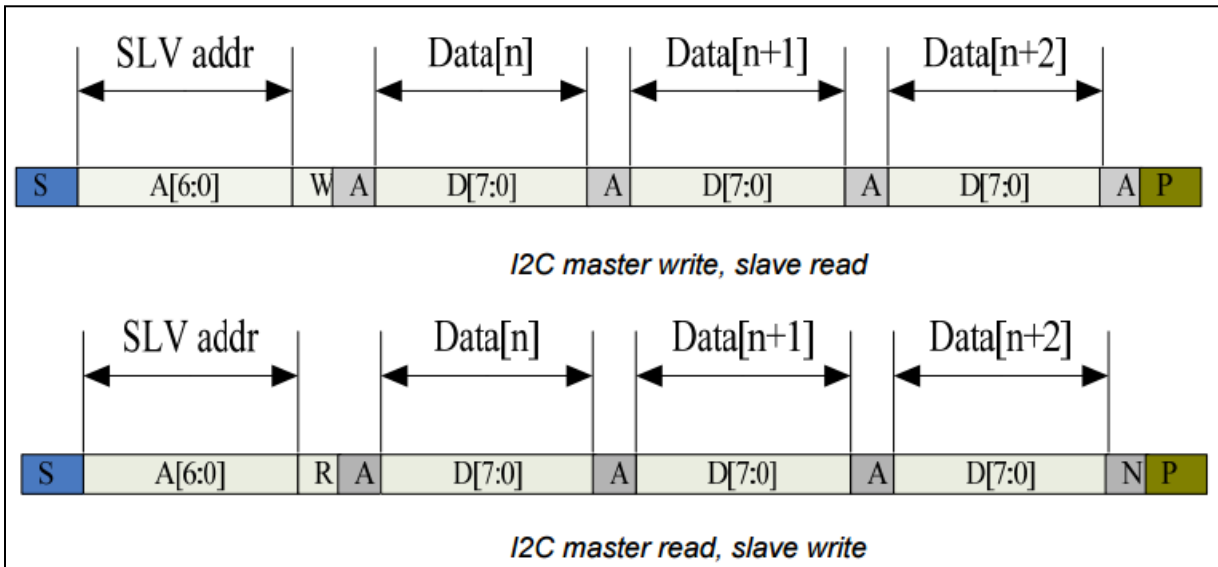 SLV addr Data[n] Data[n+1] Data[n+2]
S A[6:0] W A D[7:0] A D[7:0] A D[7:0] A P
I2C master write, slave read
SLV addr Data[n] Data[n+1] Data[n+2]
S A[6:0] R A D[7:0] A D[7:0] A D[7:0] N P
I2C master read, slave write